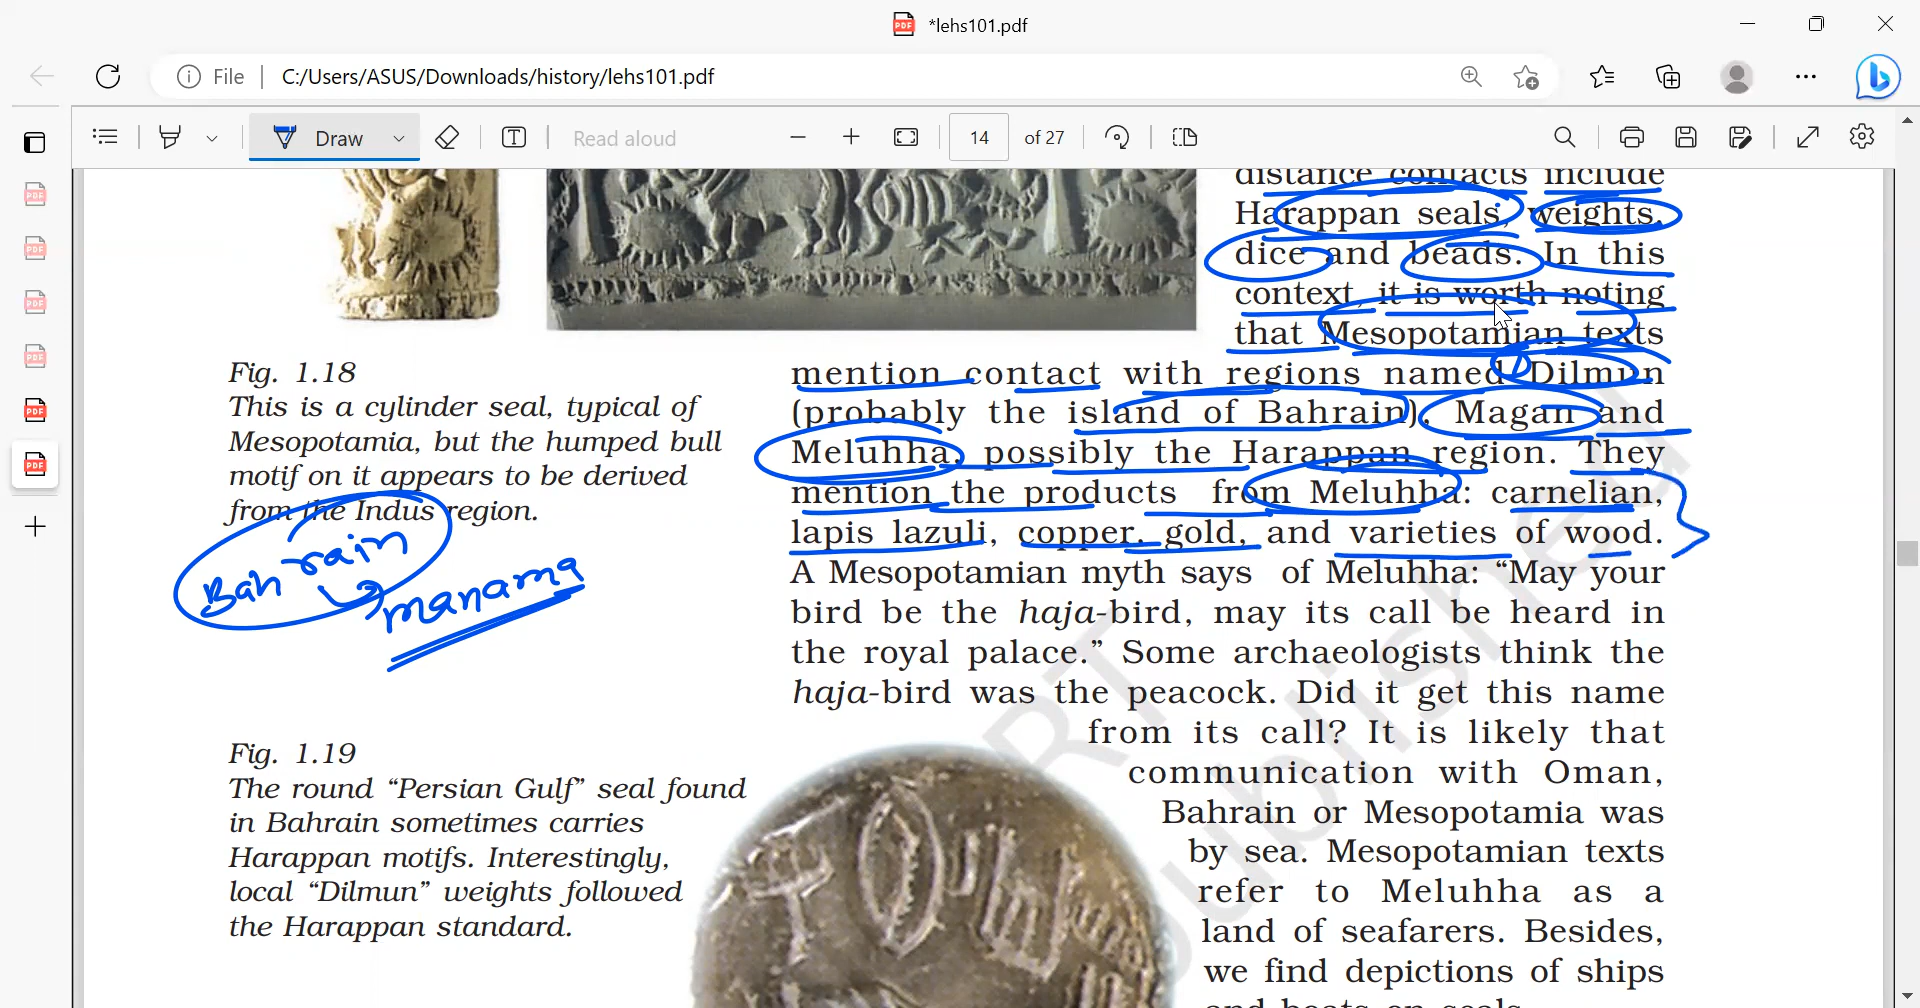 *lehs101.pdf
File
C:/Users/ASUS/Downloads/history/lehs101.pdf
Draw
Read aloud
14
of 27
distance contacts include
Harappan seals, weights,
dice and beads. In this
context, it is worth noting
that Mesopotamian texts
mention contact with regions named Dilmun
(probably the island of Bahrain), Magan and
Meluhha, possibly the Harappan region. They
mention the products from Meluhha: carnelian,
lapis lazuli, copper, gold, and varieties of wood.
A Mesopotamian myth says of Meluhha: “May your
bird be the haja-bird, may its call be heard in
the royal palace.” Some archaeologists think the
haja-bird was the peacock. Did it get this name
from its call? It is likely that
communication with Oman,
Bahrain or Mesopotamia was
by sea. Mesopotamian texts
refer to Meluhha as a
land of seafarers. Besides,
we find depictions of ships
and boats on seals.
Fig. 1.18
This is a cylinder seal, typical of
Mesopotamia, but the humped bull
motif on it appears to be derived
from the Indus region.
Bah rain
manama
Fig. 1.19
The round “Persian Gulf” seal found
in Bahrain sometimes carries
Harappan motifs. Interestingly,
local “Dilmun” weights followed
the Harappan standard.